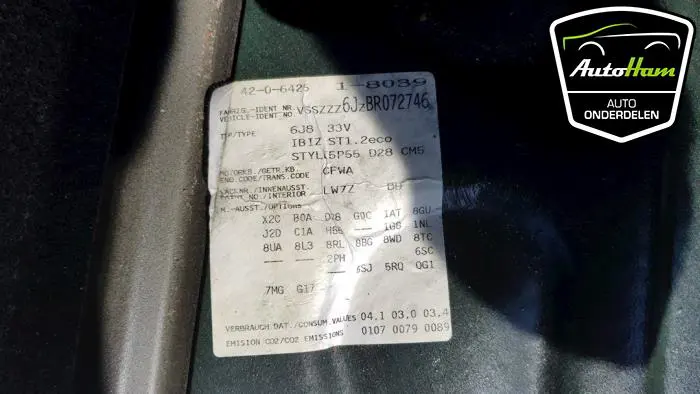 42-0-6425 1-8039
FAHRZG.-IDENT-NR.
VEHICLE-IDENT-NO. VSSZZZ6JZBR072746
TYP/TYPE 6J8 33V
IBIZ ST1.2eco
STYLI5P55 D28 CM5
MOTORKB./GETR.KB.
ENG.CODE/TRANS.CODE CFWA
LACKNR./INNENAUSST.
PAINT NO./INTERIOR LW7Z
M.-AUSST./OPTIONS
X2C B0A G0C 1AT 8GU
J2D C1A 1GG 1NL
8UA 8L3 8RL 8BG 8WD 8TC
--- --- 2PH 6SC
--- 6SJ 5RQ QG1
7MG G17
VERBRAUCH DAT./CONSUM.VALUES 04.1 03.0 03.4
EMISSION CO2/CO2 EMISSIONS 0107 0079 0089
AutoHam
AUTO
ONDERDELEN